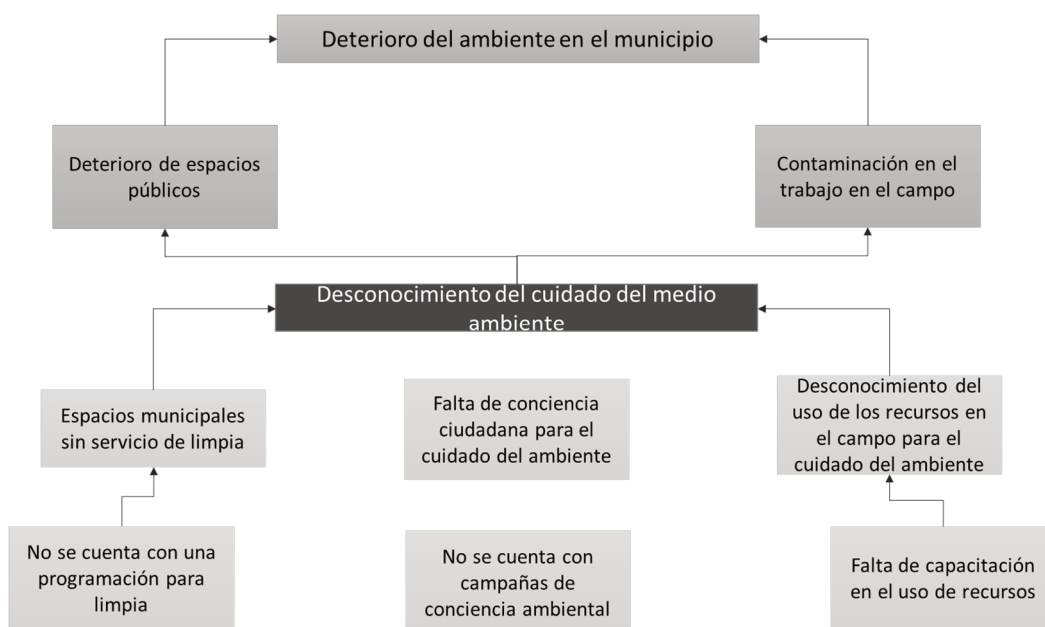 Deterioro del ambiente en el municipio
Deterioro de espacios
públicos
Contaminación en el
trabajo en el campo
Desconocimiento del cuidado del medio
ambiente
Espacios municipales
sin servicio de limpia
Falta de conciencia
ciudadana para el
cuidado del ambiente
Desconocimiento del
uso de los recursos en
el campo para el
cuidado del ambiente
No se cuenta con una
programación para
limpia
No se cuenta con
campañas de
conciencia ambiental
Falta de capacitación
en el uso de recursos